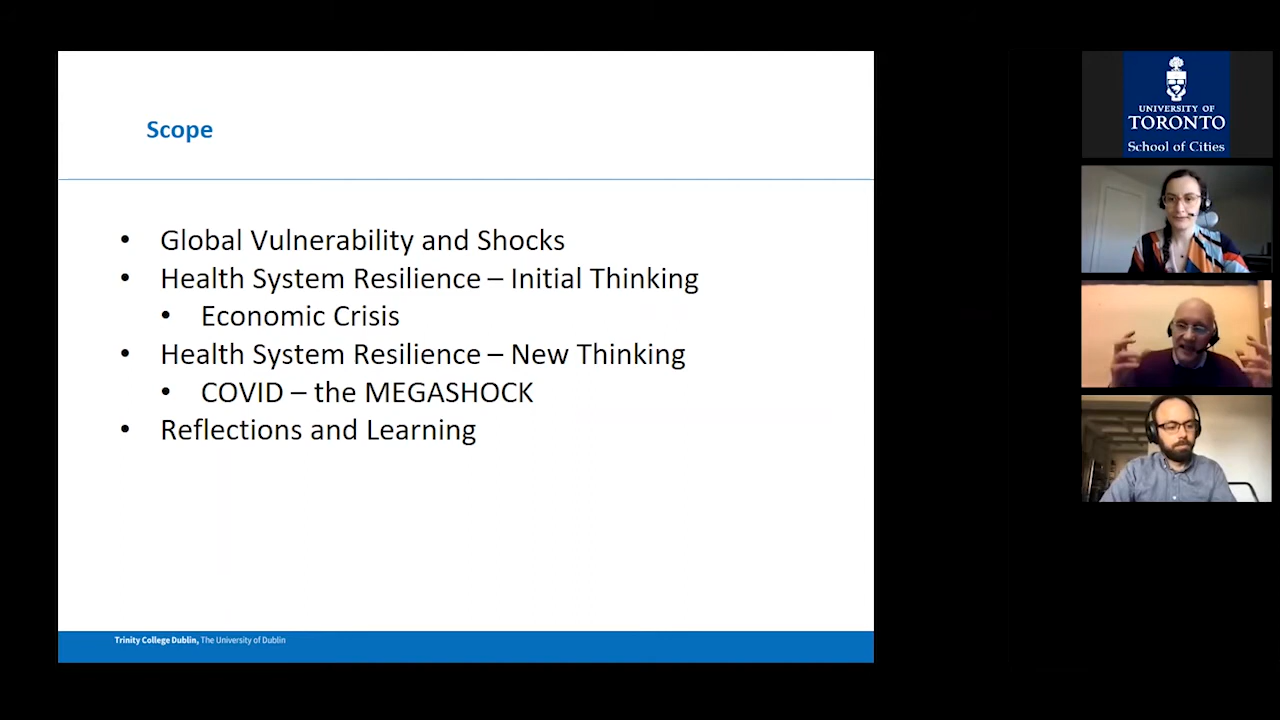 Scope
• Global Vulnerability and Shocks
• Health System Resilience – Initial Thinking
• Economic Crisis
• Health System Resilience – New Thinking
• COVID – the MEGASHOCK
• Reflections and Learning
Trinity College Dublin, The University of Dublin
UNIVERSITY OF
TORONTO
School of Cities